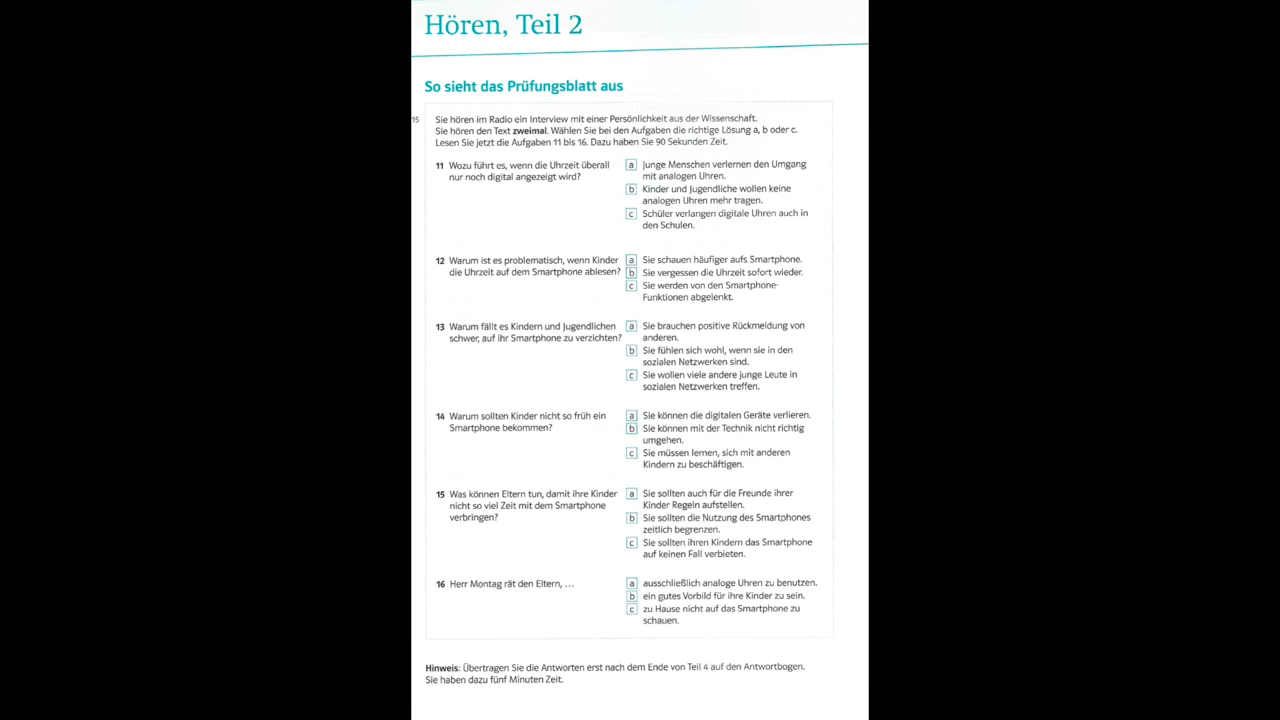 Hören, Teil 2
So sieht das Prüfungsblatt aus
15
Sie hören im Radio ein Interview mit einer Persönlichkeit aus der Wissenschaft.
Sie hören den Text zweimal. Wählen Sie bei den Aufgaben die richtige Lösung a, b oder c.
Lesen Sie jetzt die Aufgaben 11 bis 16. Dazu haben Sie 90 Sekunden Zeit.
11 Wozu führt es, wenn die Uhrzeit überall
nur noch digital angezeigt wird?
a Junge Menschen verlernen den Umgang
mit analogen Uhren.
b Kinder und Jugendliche wollen keine
analogen Uhren mehr tragen.
c Schüler verlangen digitale Uhren auch in
den Schulen.
12 Warum ist es problematisch, wenn Kinder
die Uhrzeit auf dem Smartphone ablesen?
a Sie schauen häufiger aufs Smartphone.
b Sie vergessen die Uhrzeit sofort wieder.
c Sie werden von den Smartphone-
Funktionen abgelenkt.
13 Warum fällt es Kindern und Jugendlichen
schwer, auf ihr Smartphone zu verzichten?
a Sie brauchen positive Rückmeldung von
anderen.
b Sie fühlen sich wohl, wenn sie in den
sozialen Netzwerken sind.
c Sie wollen viele andere junge Leute in
sozialen Netzwerken treffen.
14 Warum sollten Kinder nicht so früh ein
Smartphone bekommen?
a Sie können die digitalen Geräte verlieren.
b Sie können mit der Technik nicht richtig
umgehen.
c Sie müssen lernen, sich mit anderen
Kindern zu beschäftigen.
15 Was können Eltern tun, damit ihre Kinder
nicht so viel Zeit mit dem Smartphone
verbringen?
a Sie sollten auch für die Freunde ihrer
Kinder Regeln aufstellen.
b Sie sollten die Nutzung des Smartphones
zeitlich begrenzen.
c Sie sollten ihren Kindern das Smartphone
auf keinen Fall verbieten.
16 Herr Montag rät den Eltern, ...
a ausschließlich analoge Uhren zu benutzen.
b ein gutes Vorbild für ihre Kinder zu sein.
c zu Hause nicht auf das Smartphone zu
schauen.
Hinweis: Übertragen Sie die Antworten erst nach dem Ende von Teil 4 auf den Antwortbogen.
Sie haben dazu fünf Minuten Zeit.